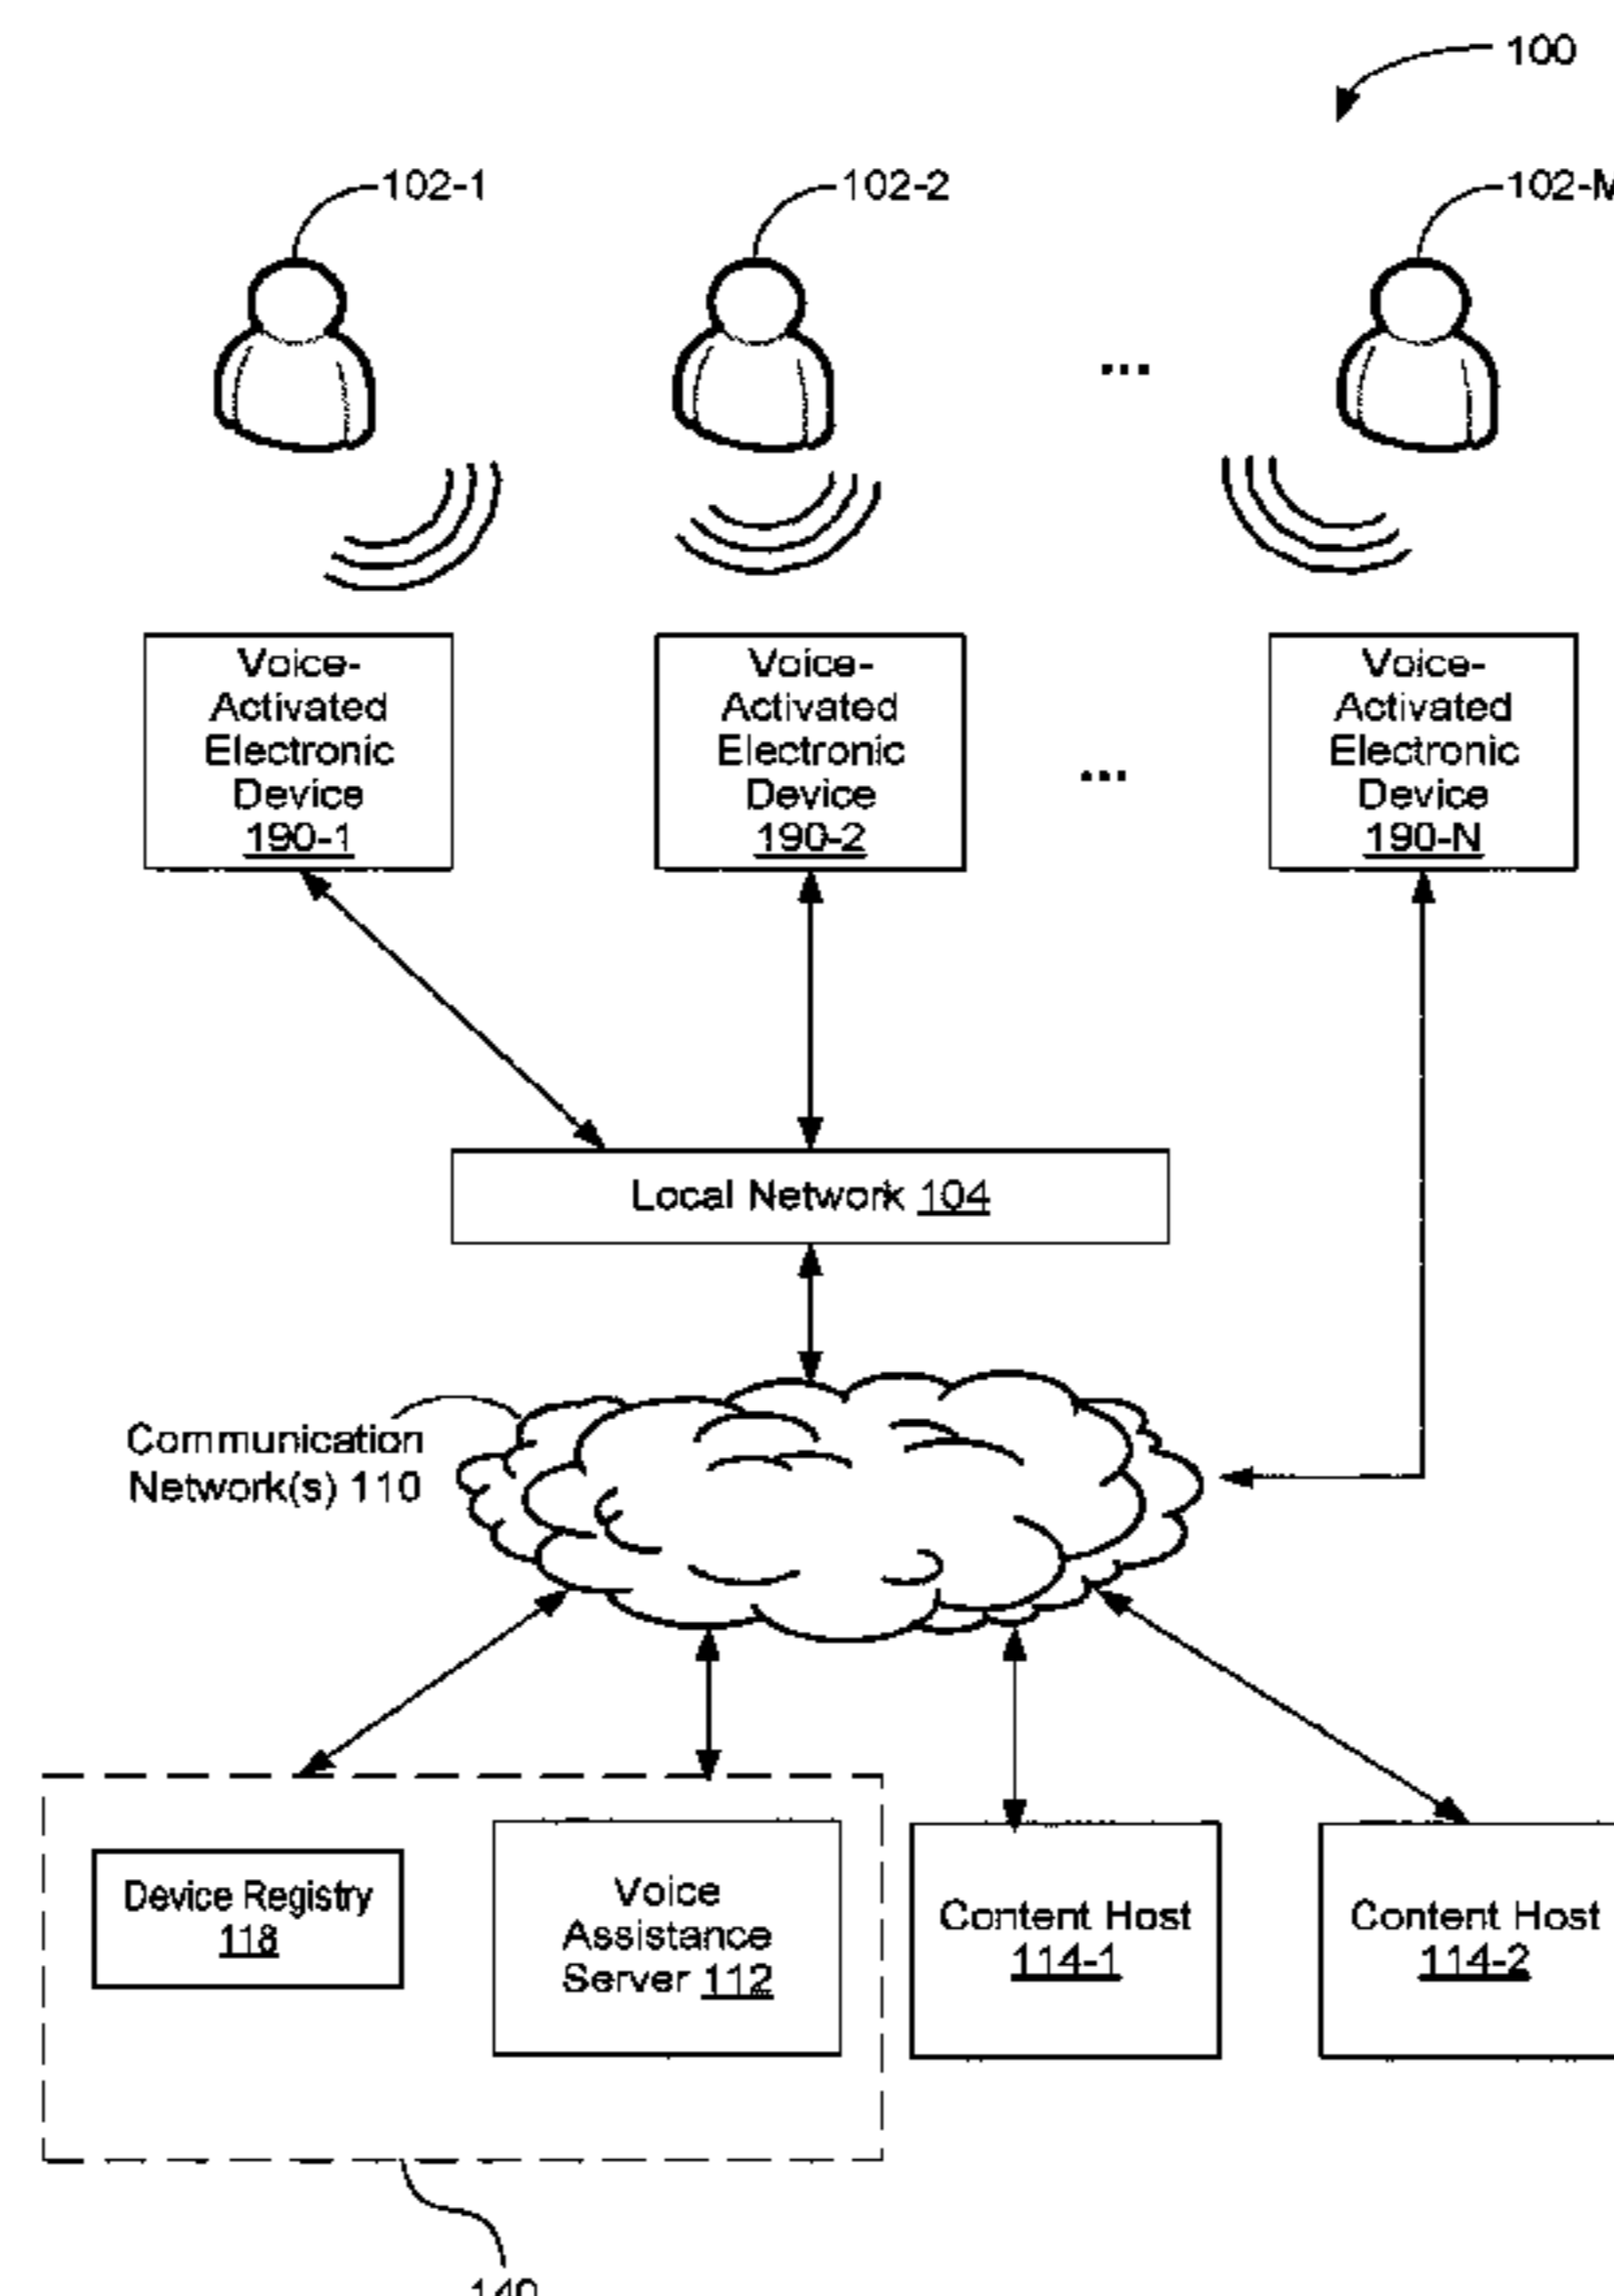 100
102-1
102-2
102-M
...
Voice-
Activated
Electronic
Device
190-1
Voice-
Activated
Electronic
Device
190-2
...
Voice-
Activated
Electronic
Device
190-N
Local Network 104
Communication
Network(s) 110
Device Registry
118
Voice
Assistance
Server 112
Content Host
114-1
Content Host
114-2
140